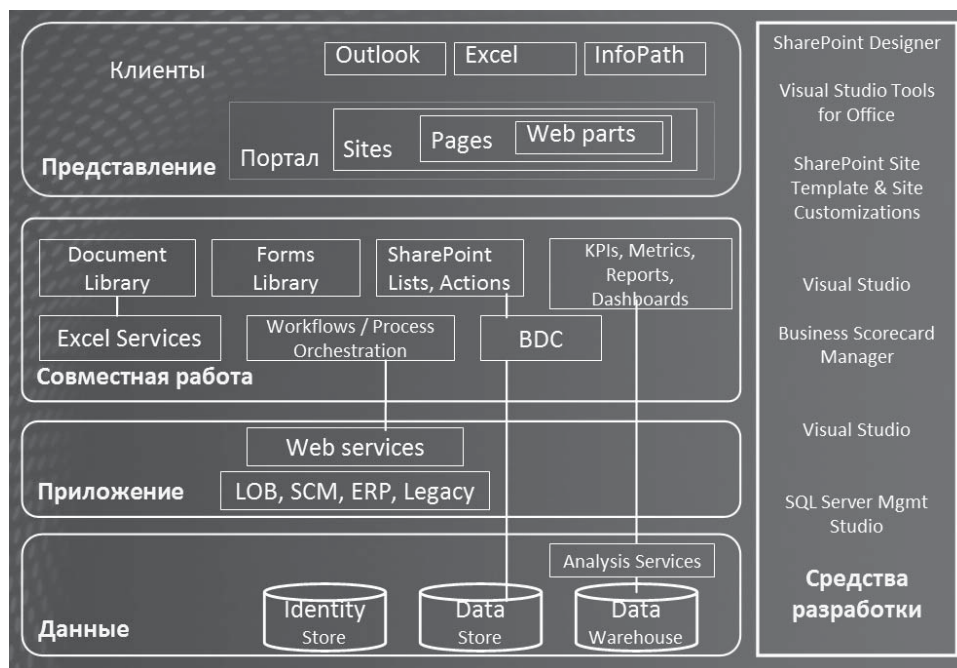 Клиенты
Outlook
Excel
InfoPath
Портал
Sites
Pages
Web parts
Представление
Document
Library
Forms
Library
SharePoint
Lists, Actions
KPIs, Metrics,
Reports,
Dashboards
Excel Services
Workflows / Process
Orchestration
BDC
Совместная работа
Web services
Приложение
LOB, SCM, ERP, Legacy
Analysis Services
Identity
Store
Data
Store
Data
Warehouse
Данные
SharePoint Designer
Visual Studio Tools
for Office
SharePoint Site
Template & Site
Customizations
Visual Studio
Business Scorecard
Manager
Visual Studio
SQL Server Mgmt
Studio
Средства
разработки